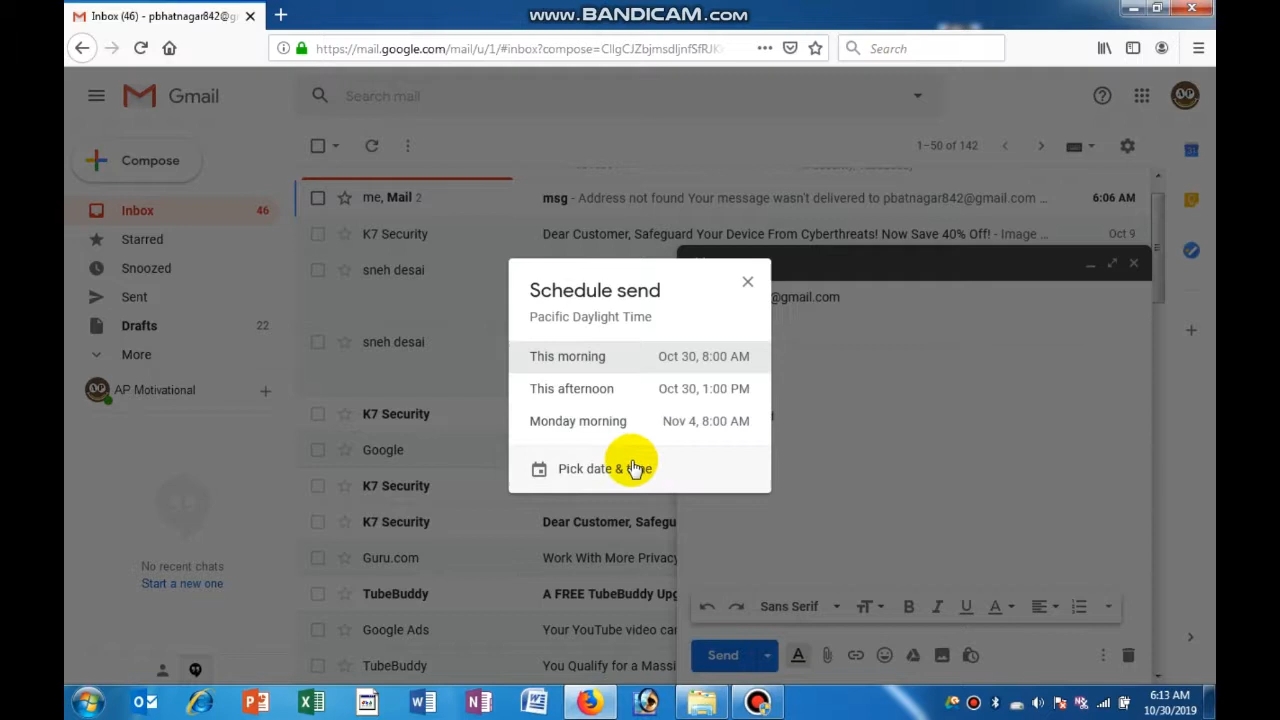 www.BANDICAM.com
Inbox (46) - pbhatnagar842@g
https://mail.google.com/mail/u/1/#inbox?compose=CllgCJZbjmsdljnfSfRJK
Search
Gmail
Search mail
Compose
1–50 of 142
Inbox 46
Starred
Snoozed
Sent
Drafts 22
More
AP Motivational
me, Mail 2 msg - Address not found Your message wasn't delivered to pbatnagar842@gmail.com ... 6:06 AM
K7 Security Dear Customer, Safeguard Your Device From Cyberthreats! Now Save 40% Off! - Image ... Oct 9
sneh desai
@gmail.com
sneh desai
K7 Security
Google
K7 Security
K7 Security Dear Customer, Safegu
Guru.com Work With More Privacy
TubeBuddy A FREE TubeBuddy Upg
Google Ads Your YouTube video car
TubeBuddy You Qualify for a Massi
Schedule send
Pacific Daylight Time
This morning Oct 30, 8:00 AM
This afternoon Oct 30, 1:00 PM
Monday morning Nov 4, 8:00 AM
Pick date & time
No recent chats
Start a new one
Sans Serif
Send
6:13 AM
10/30/2019